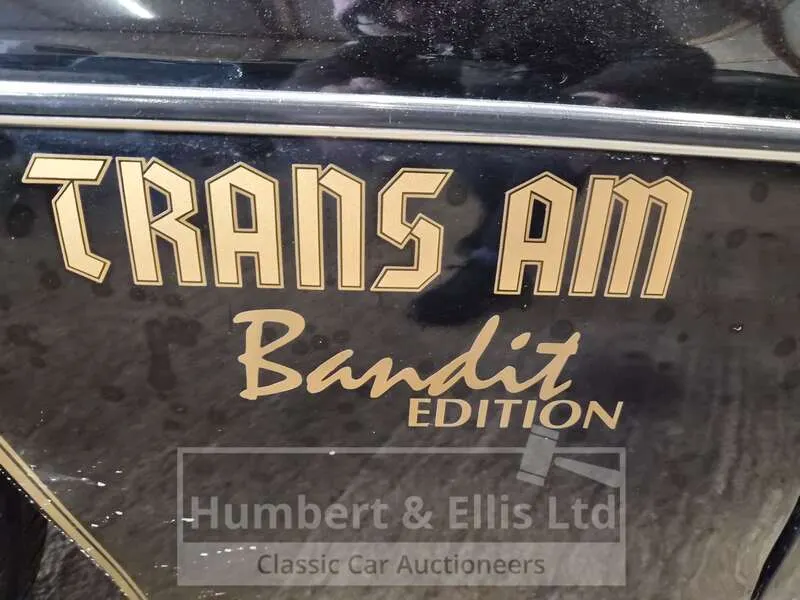 TRANS AM
Bandit
EDITION
Humbert & Ellis Ltd
Classic Car Auctioneers